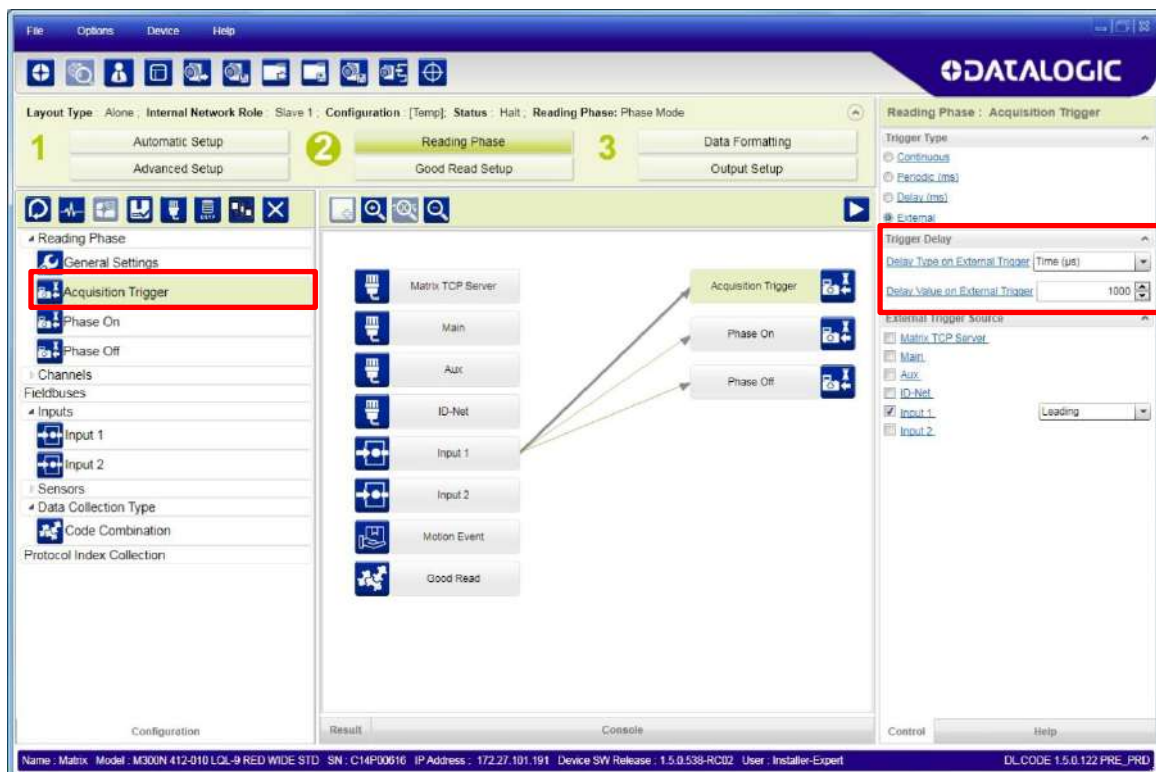 File Options Device Help
DATALOGIC
Layout Type : Alone ; Internal Network Role : Slave 1 ; Configuration : [Temp]; Status : Halt ; Reading Phase: Phase Mode
1
Automatic Setup
Advanced Setup
2
Reading Phase
Good Read Setup
3
Data Formatting
Output Setup
Reading Phase
General Settings
Acquisition Trigger
Phase On
Phase Off
Channels
Fieldbuses
Inputs
Input 1
Input 2
Sensors
Data Collection Type
Code Combination
Protocol Index Collection
Configuration
Matrix TCP Server
Main
Aux
ID-Net
Input 1
Input 2
Motion Event
Good Read
Acquisition Trigger
Phase On
Phase Off
Result
Console
Reading Phase : Acquisition Trigger
Trigger Type
Continuous
Periodic (ms)
Delay (ms)
External
Trigger Delay
Delay Type on External Trigger Time (µs)
Delay Value on External Trigger 1000
External Trigger Source
Matrix TCP Server
Main
Aux
ID-Net
Input 1 Leading
Input 2
Control
Help
Name : Matrix Model : M300N 412-010 LQL-9 RED WIDE STD SN : C14P00616 IP Address : 172.27.101.191 Device SW Release : 1.5.0.538-RC02 User : Installer-Expert DL.CODE 1.5.0.122 PRE_PRD